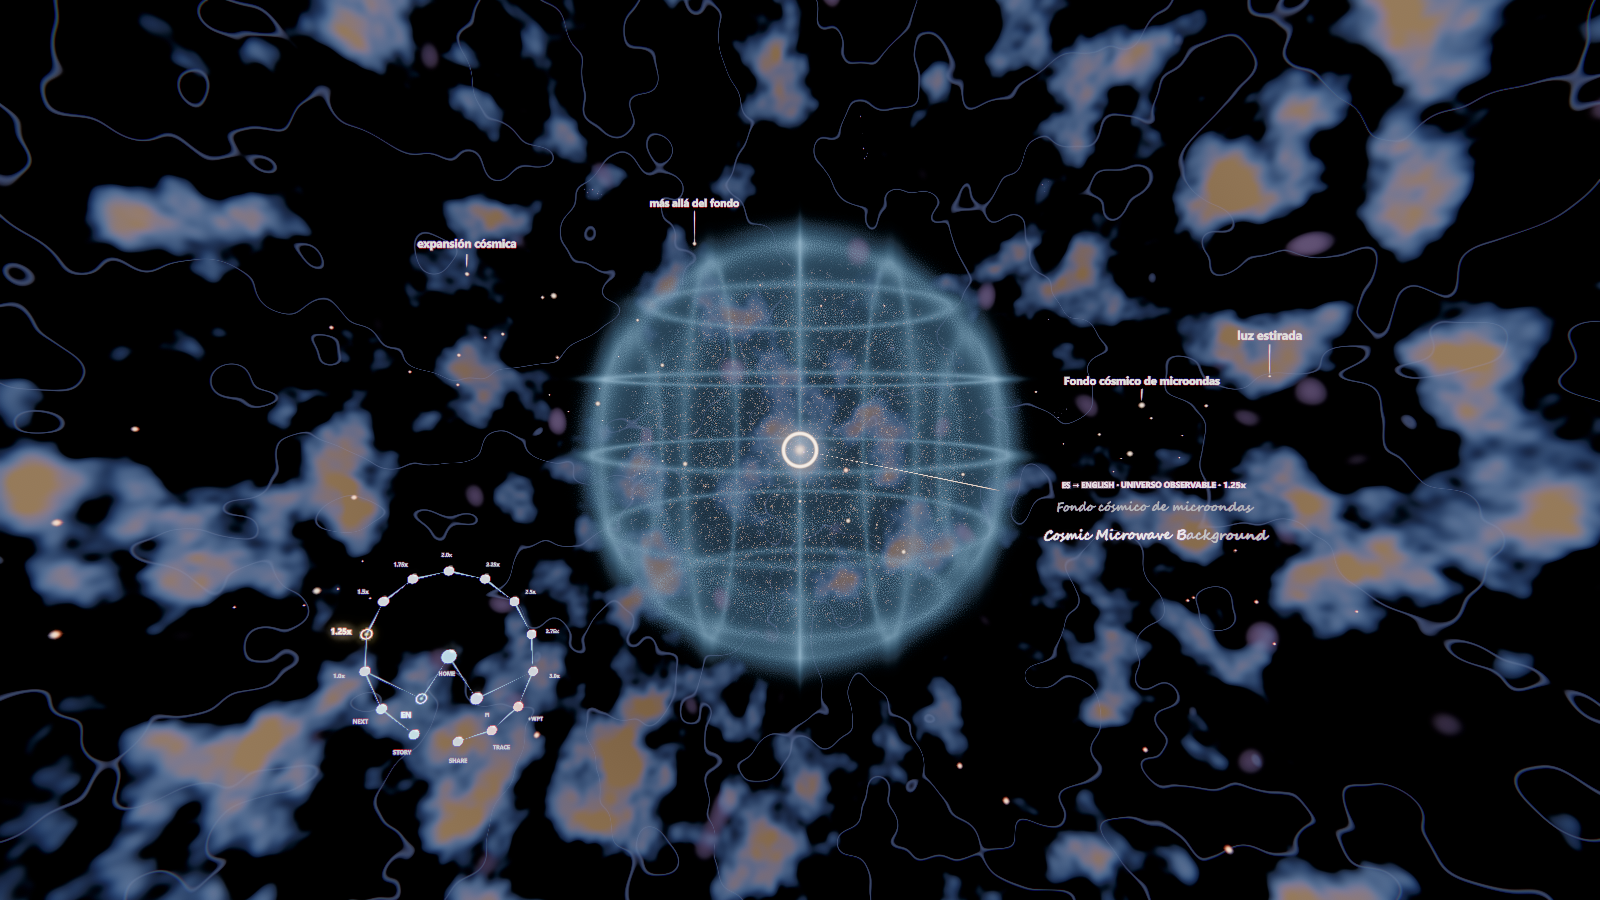 más allá del fondo
expansión cósmica
luz estirada
Fondo cósmico de microondas
ES → ENGLISH · UNIVERSO OBSERVABLE · 1.25x
Fondo cósmico de microondas
Cosmic Microwave Background
2.0x
1.75x
2.25x
1.5x
2.5x
1.25x
2.75x
1.0x
HOME
3.0x
EN
FI
NEXT
+WPT
STORY
TRACE
SHARE